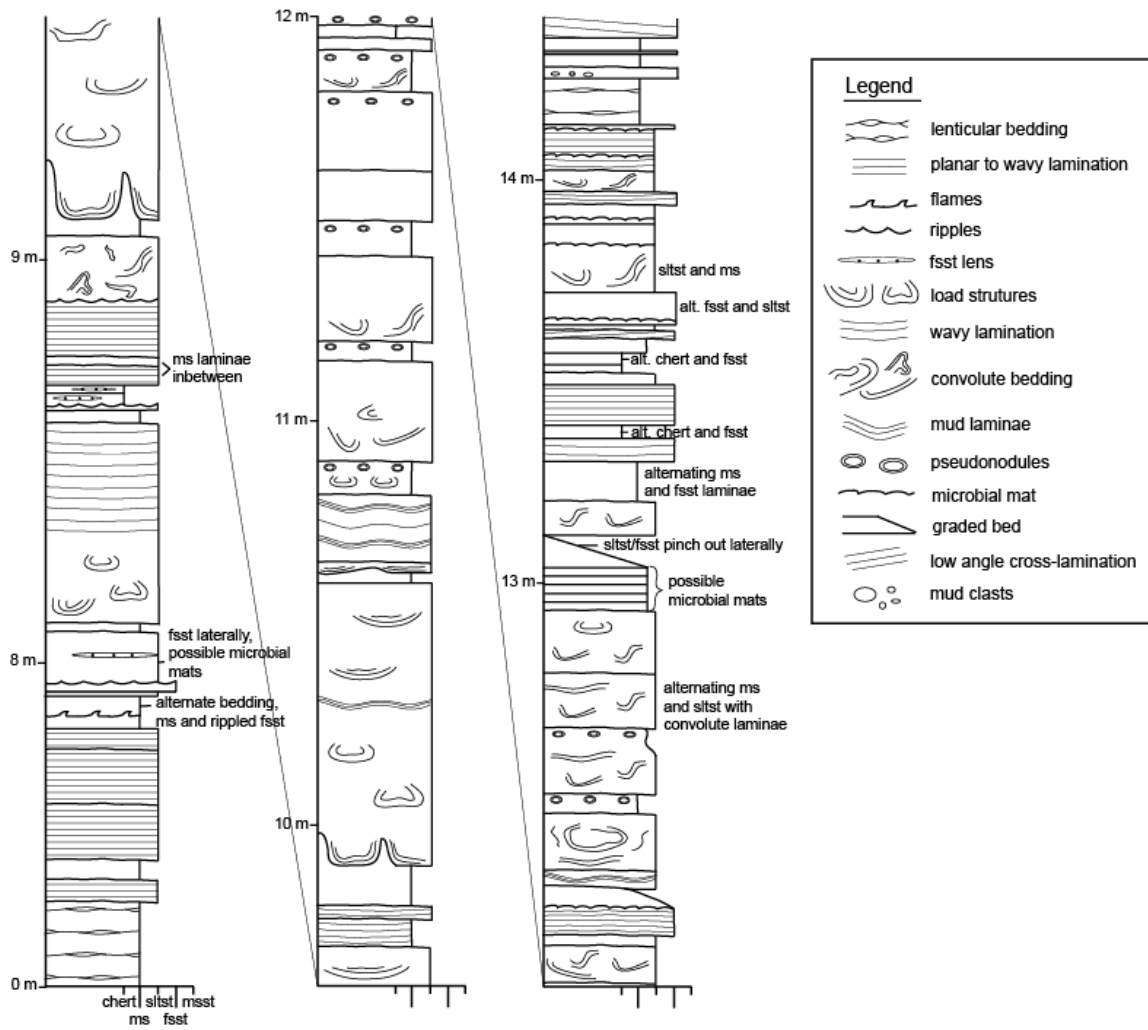 9 m
ms laminae
inbetween
8 m
fsst laterally,
possible microbial
mats
alternate bedding,
ms and rippled fsst
0 m
chert sltst msst
ms fsst
12 m
11 m
10 m
14 m
sltst and ms
alt. fsst and sltst
alt. chert and fsst
alt. chert and fsst
alternating ms
and fsst laminae
sltst/fsst pinch out laterally
13 m
possible
microbial mats
alternating ms
and sltst with
convolute laminae
Legend
lenticular bedding
planar to wavy lamination
flames
ripples
fsst lens
load strutures
wavy lamination
convolute bedding
mud laminae
pseudonodules
microbial mat
graded bed
low angle cross-lamination
mud clasts